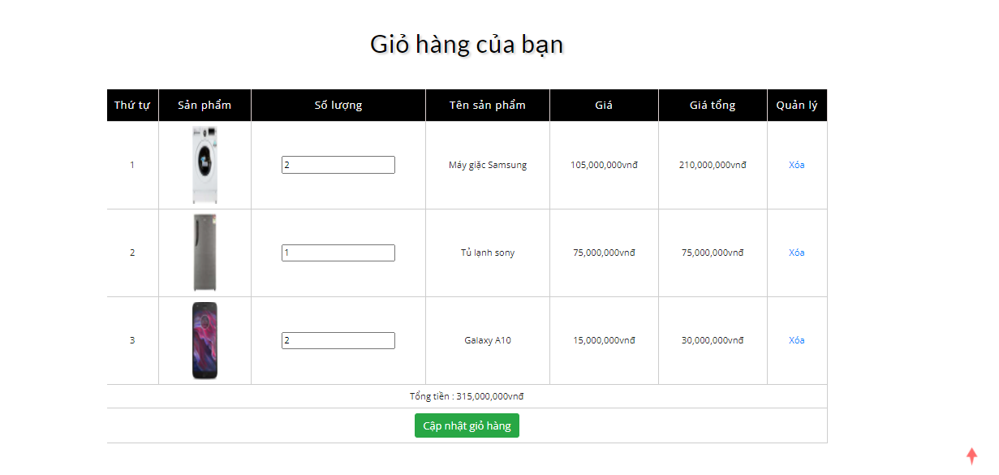 Giỏ hàng của bạn
Thứ tự Sản phẩm Số lượng Tên sản phẩm Giá Giá tổng Quản lý
1 2 Máy giặc Samsung 105,000,000vnđ 210,000,000vnđ Xóa
2 1 Tủ lạnh sony 75,000,000vnđ 75,000,000vnđ Xóa
3 2 Galaxy A10 15,000,000vnđ 30,000,000vnđ Xóa
Tổng tiền : 315,000,000vnđ
Cập nhật giỏ hàng